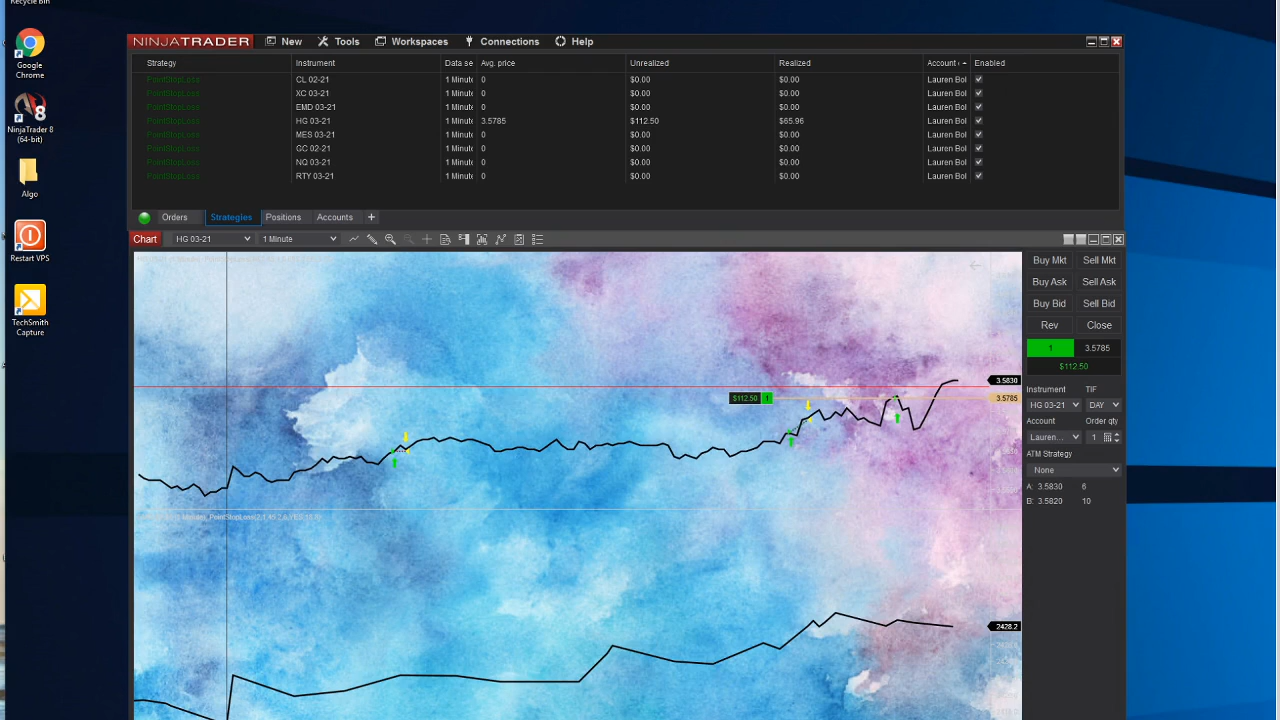 Recycle Bin
Google
Chrome
NinjaTrader 8
(64-bit)
Algo
Restart VPS
TechSmith
Capture
NINJATRADER New Tools Workspaces Connections Help
Strategy Instrument Data se Avg. price Unrealized Realized Account Enabled
PointStopLoss CL 02-21 1 Minute 0 $0.00 $0.00 Lauren Bol
PointStopLoss XC 03-21 1 Minute 0 $0.00 $0.00 Lauren Bol
PointStopLoss EMD 03-21 1 Minute 0 $0.00 $0.00 Lauren Bol
PointStopLoss HG 03-21 1 Minute 3.5785 $112.50 $65.96 Lauren Bol
PointStopLoss MES 03-21 1 Minute 0 $0.00 $0.00 Lauren Bol
PointStopLoss GC 02-21 1 Minute 0 $0.00 $0.00 Lauren Bol
PointStopLoss NQ 03-21 1 Minute 0 $0.00 $0.00 Lauren Bol
PointStopLoss RTY 03-21 1 Minute 0 $0.00 $0.00 Lauren Bol
Orders Strategies Positions Accounts +
Chart HG 03-21 1 Minute
Buy Mkt Sell Mkt
Buy Ask Sell Ask
Buy Bid Sell Bid
Rev Close
1 3.5785
$112.50
Instrument TIF
HG 03-21 DAY
Account Order qty
Lauren... 1
ATM Strategy
None
A: 3.5830 6
B: 3.5820 10
3.5830
$112.50 1 3.5785
2428.2